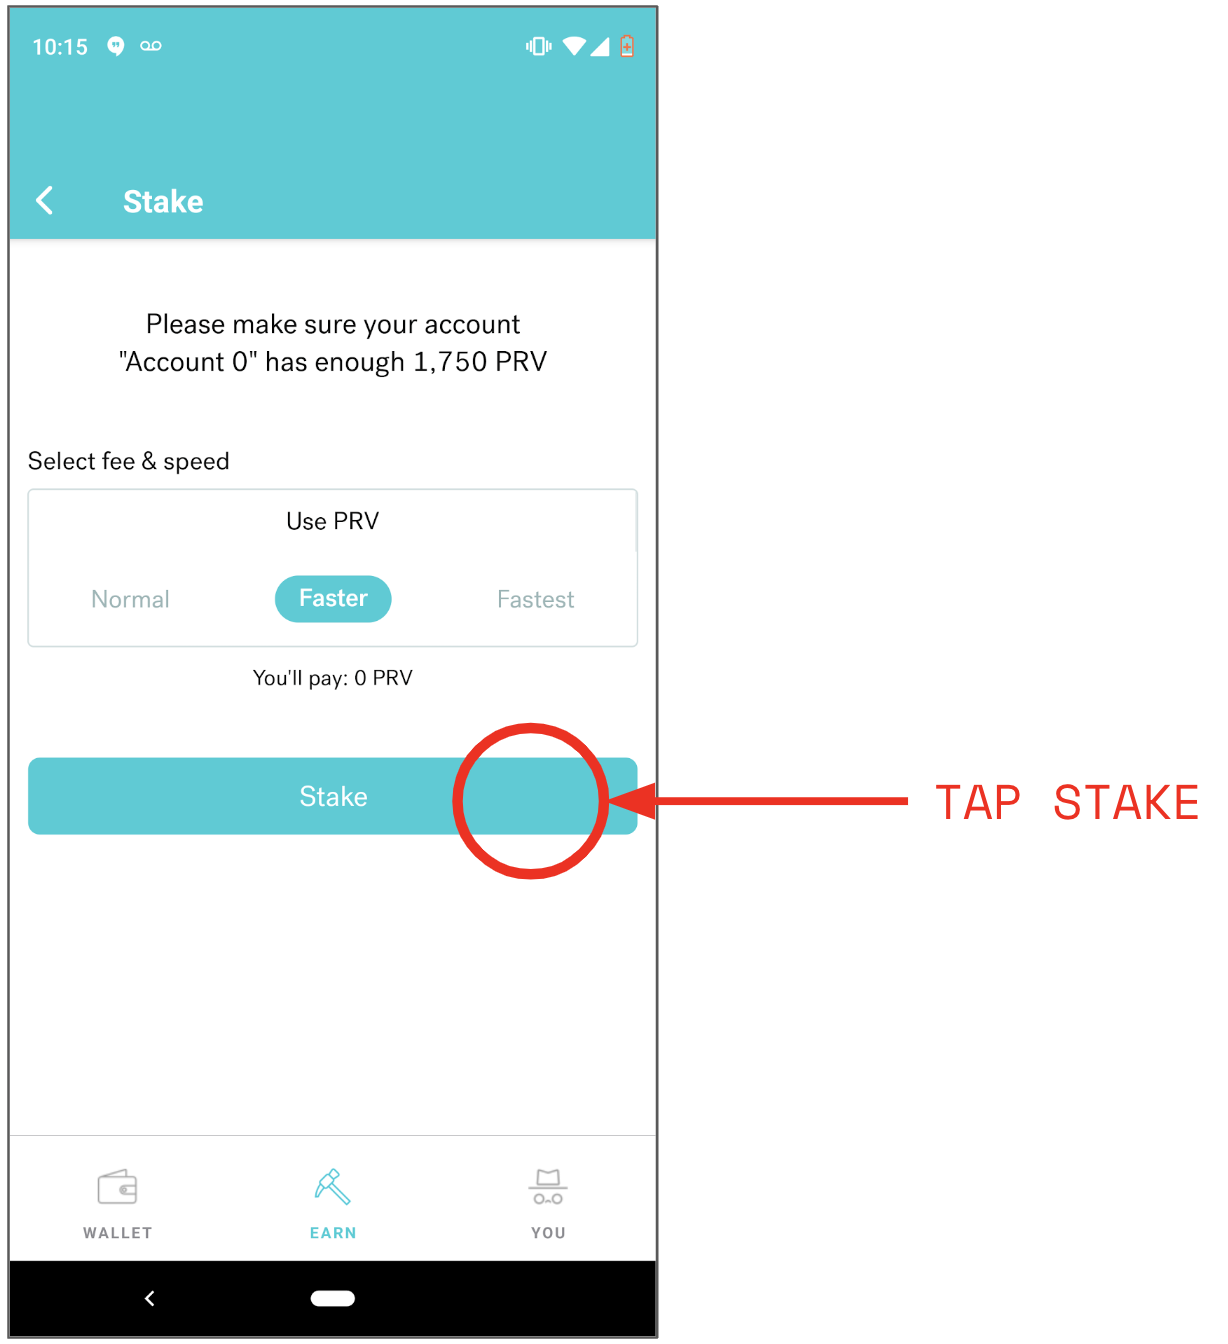 10:15
Stake
Please make sure your account
"Account 0" has enough 1,750 PRV
Select fee & speed
Use PRV
Normal Faster Fastest
You'll pay: 0 PRV
Stake
TAP STAKE
WALLET EARN YOU